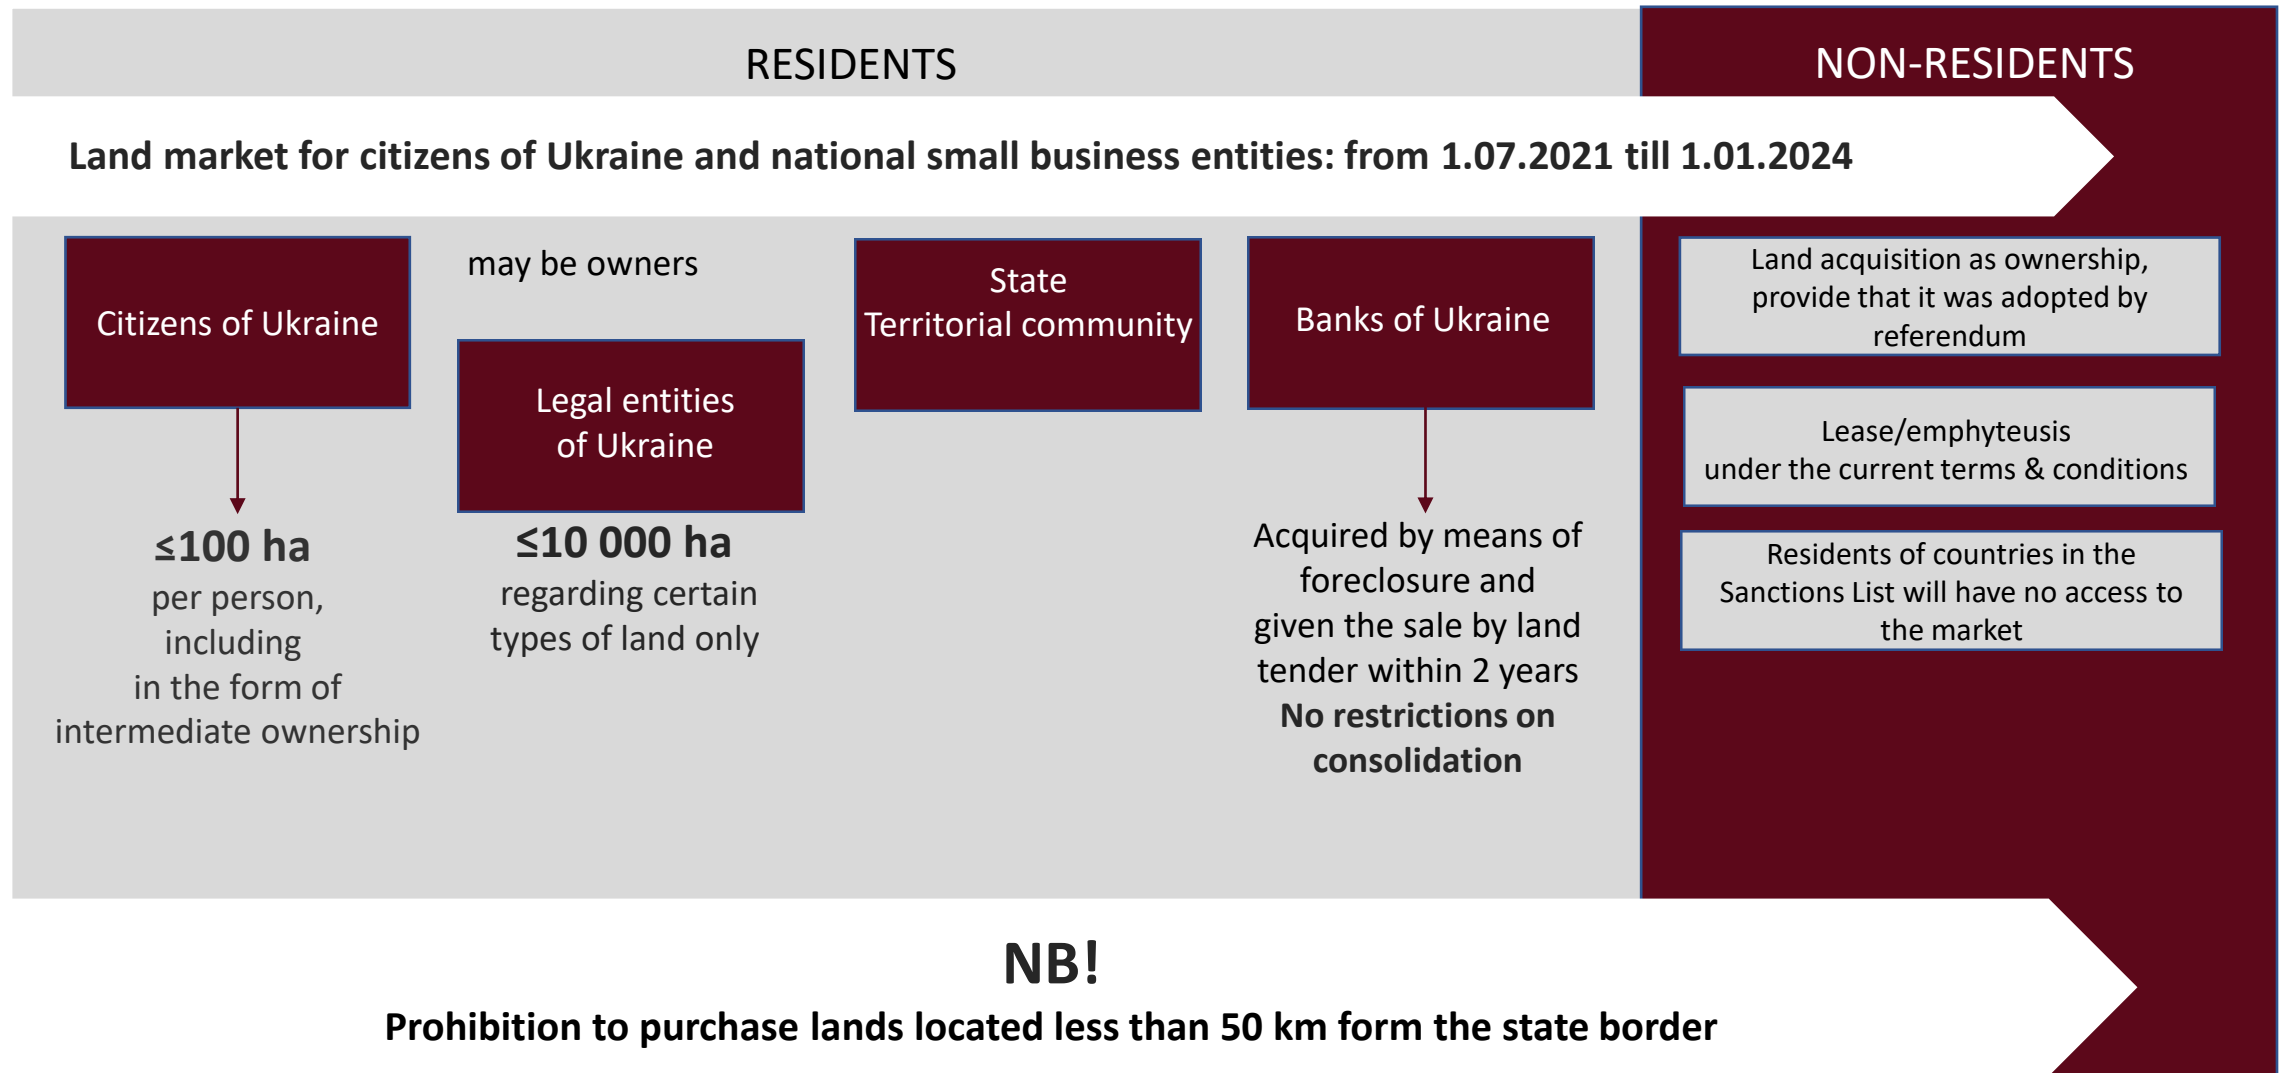 RESIDENTS
NON-RESIDENTS
Land market for citizens of Ukraine and national small business entities: from 1.07.2021 till 1.01.2024
Citizens of Ukraine
≤100 ha
per person,
including
in the form of
intermediate ownership
may be owners
Legal entities
of Ukraine
≤10 000 ha
regarding certain
types of land only
State
Territorial community
Banks of Ukraine
Acquired by means of
foreclosure and
given the sale by land
tender within 2 years
No restrictions on
consolidation
Land acquisition as ownership,
provide that it was adopted by
referendum
Lease/emphyteusis
under the current terms & conditions
Residents of countries in the
Sanctions List will have no access to
the market
NB!
Prohibition to purchase lands located less than 50 km form the state border